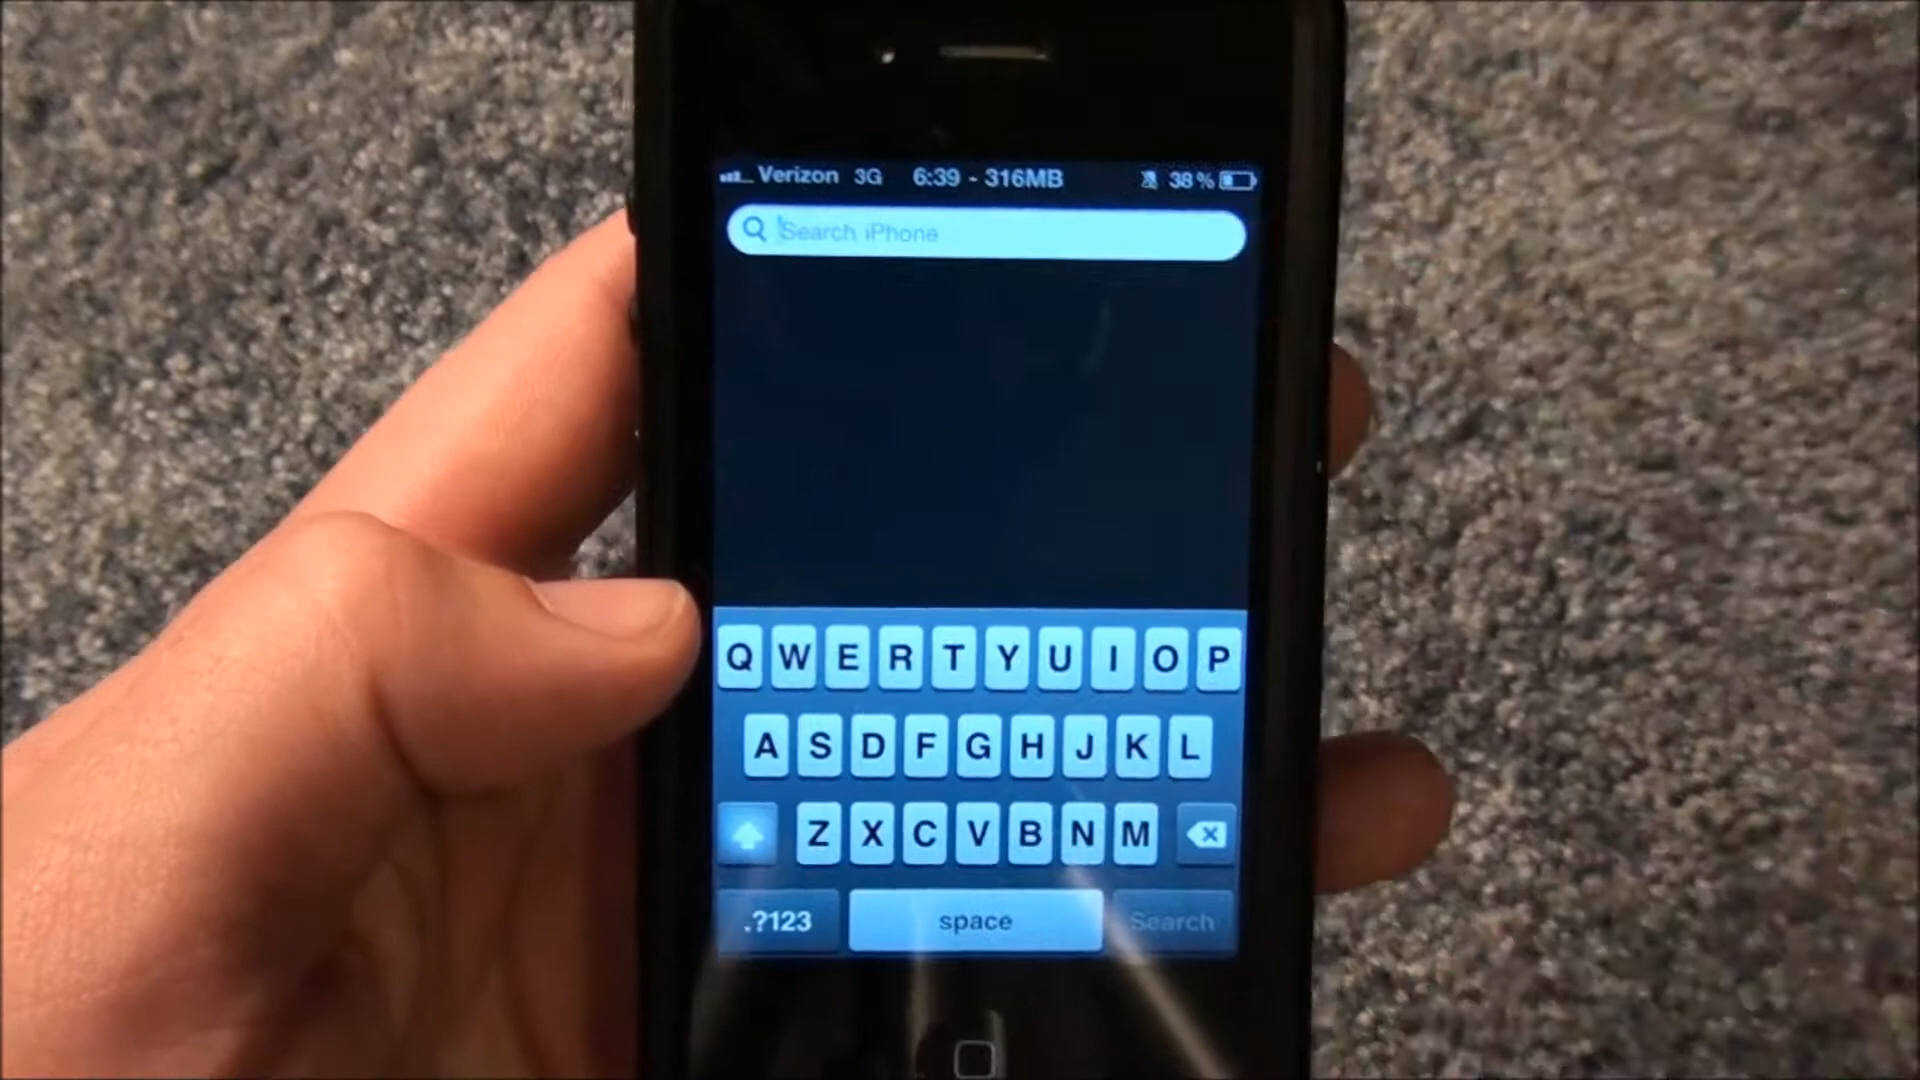 Verizon 3G 6:39 - 316MB 38%
Search iPhone
Q W E R T Y U I O P
A S D F G H J K L
Z X C V B N M
.?123 space Search